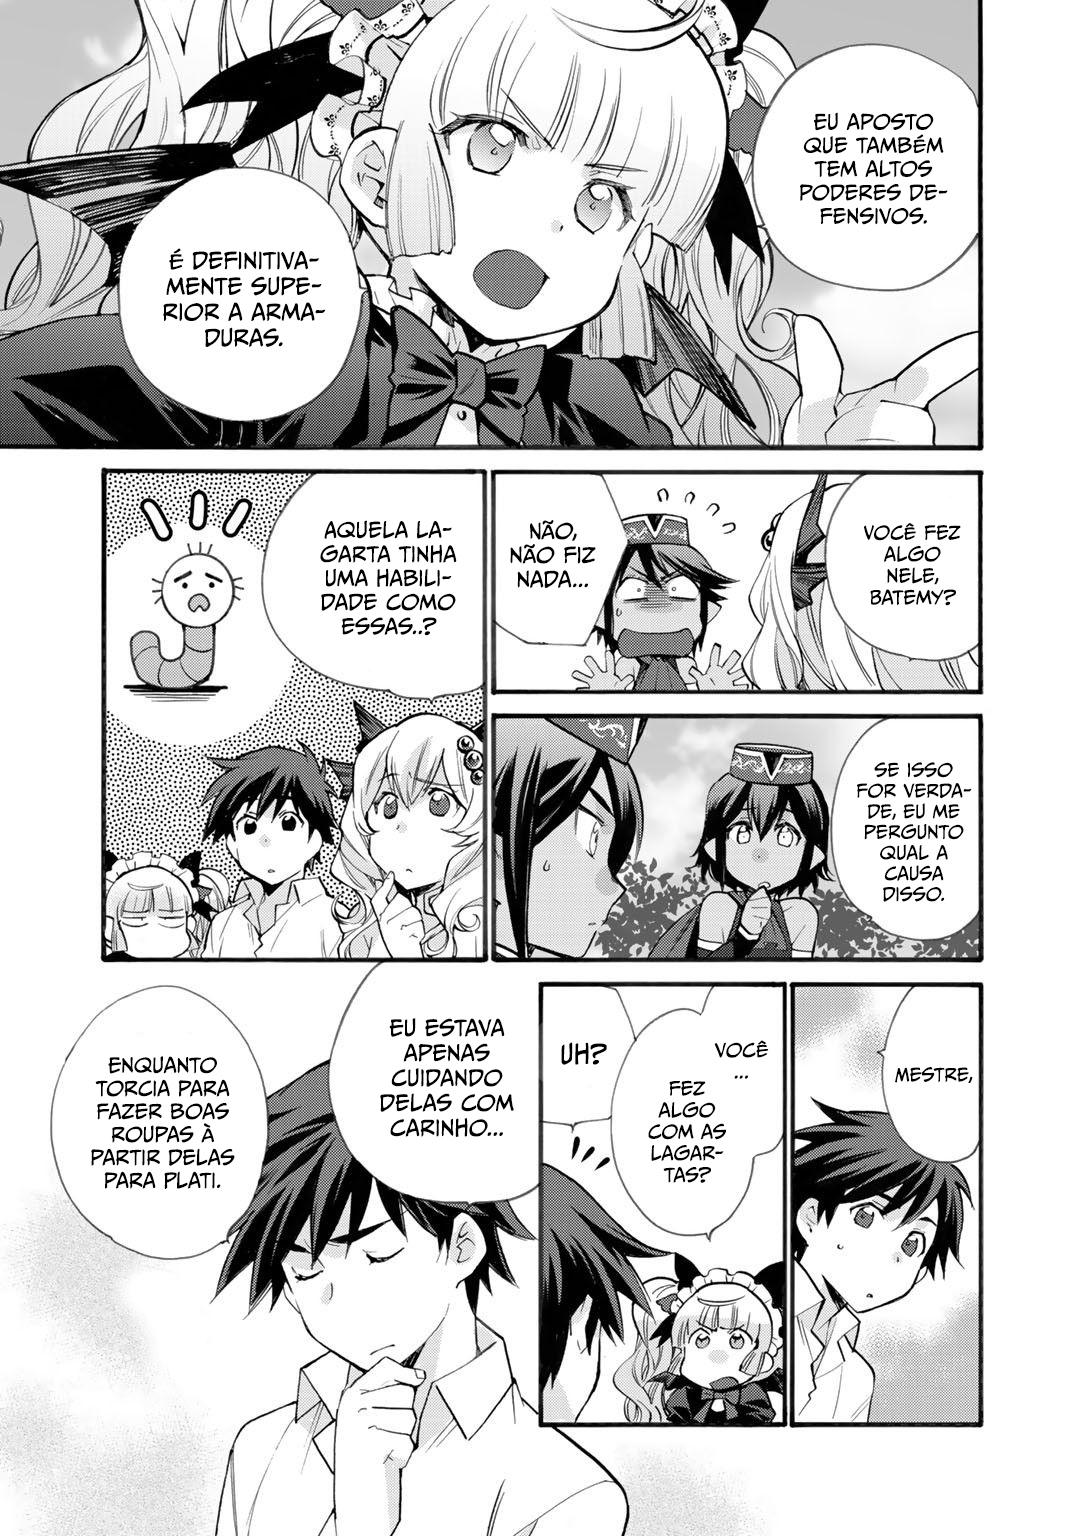 EU APOSTO
QUE TAMBÉM
TEM ALTOS
PODERES DE-
FENSIVOS.
É DEFINITIVA-
MENTE SUPE-
RIOR A ARMA-
DURAS.
VOCÊ FEZ
ALGO
NELE,
BATEMY?
NÃO,
NÃO FIZ
NADA...
AQUELA LA-
GARTA TINHA
UMA HABILI-
DADE COMO
ESSAS..?
SE ISSO
FOR VERDA-
DE, EU ME
PERGUNTO
QUAL A
CAUSA
DISSO.
MESTRE,
VOCÊ
...
FEZ
ALGO
COM AS
LAGAR-
TAS?
UH?
EU ESTAVA
APENAS
CUIDANDO
DELAS COM
CARINHO...
ENQUANTO
TORCIA PARA
FAZER BOAS
ROUPAS À
PARTIR DELAS
PARA PLATI.